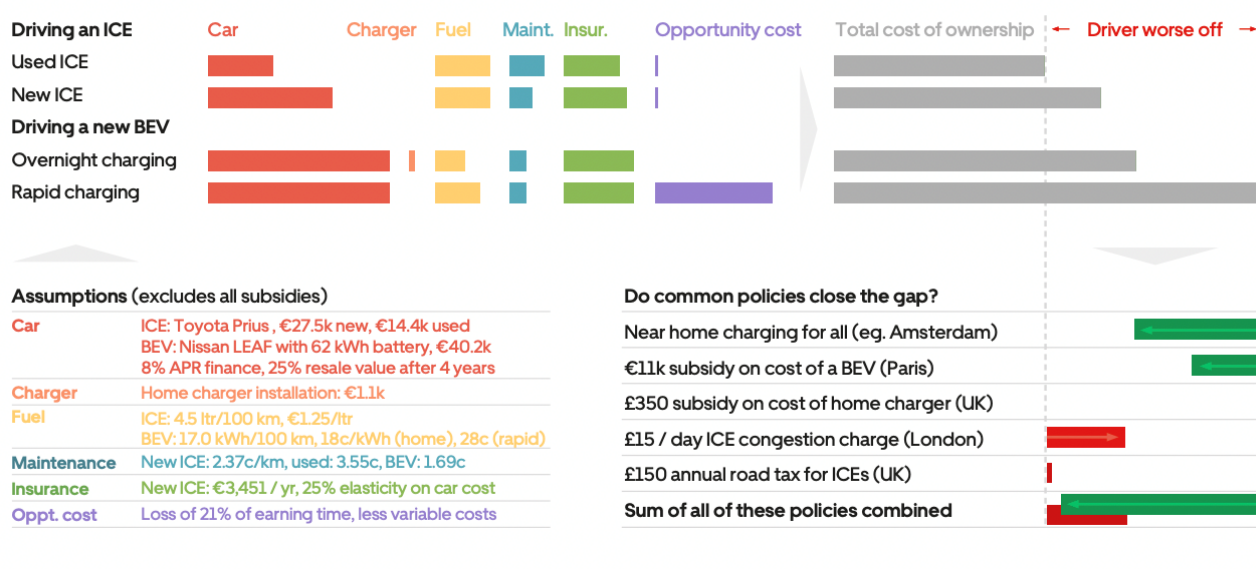 Driving an ICE Car Charger Fuel Maint. Insur. Opportunity cost Total cost of ownership ← Driver worse off →
Used ICE
New ICE
Driving a new BEV
Overnight charging
Rapid charging
Assumptions (excludes all subsidies)
Car ICE: Toyota Prius , €27.5k new, €14.4k used
BEV: Nissan LEAF with 62 kWh battery, €40.2k
8% APR finance, 25% resale value after 4 years
Charger Home charger installation: €1.1k
Fuel ICE: 4.5 ltr/100 km, €1.25/ltr
BEV: 17.0 kWh/100 km, 18c/kWh (home), 28c (rapid)
Maintenance New ICE: 2.37c/km, used: 3.55c, BEV: 1.69c
Insurance New ICE: €3,451 / yr, 25% elasticity on car cost
Oppt. cost Loss of 21% of earning time, less variable costs
Do common policies close the gap?
Near home charging for all (eg. Amsterdam)
€11k subsidy on cost of a BEV (Paris)
£350 subsidy on cost of home charger (UK)
£15 / day ICE congestion charge (London)
£150 annual road tax for ICEs (UK)
Sum of all of these policies combined